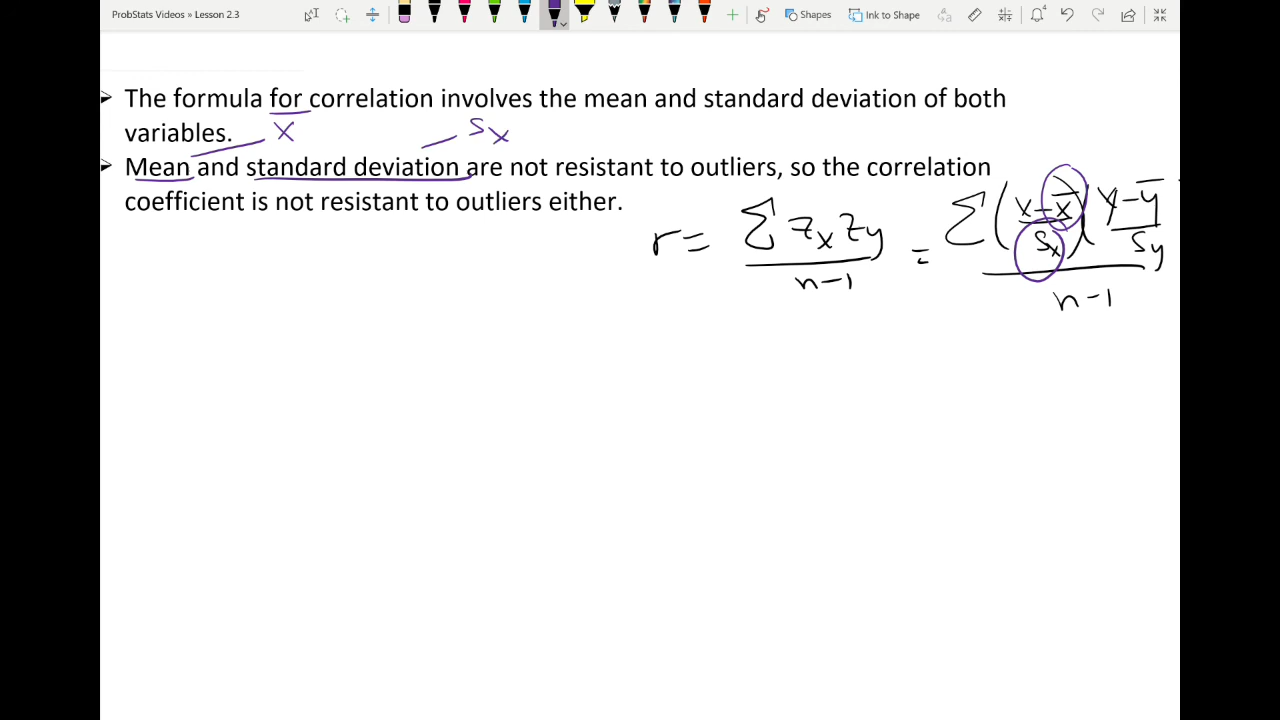 ProbStats Videos » Lesson 2.3
Shapes
Ink to Shape
➢ The formula for correlation involves the mean and standard deviation of both
variables.
x
sx
➢ Mean and standard deviation are not resistant to outliers, so the correlation
coefficient is not resistant to outliers either.
r = Σ zx zy / n-1 = Σ (x - x̄ / sx)(y - ȳ / sy / n-1